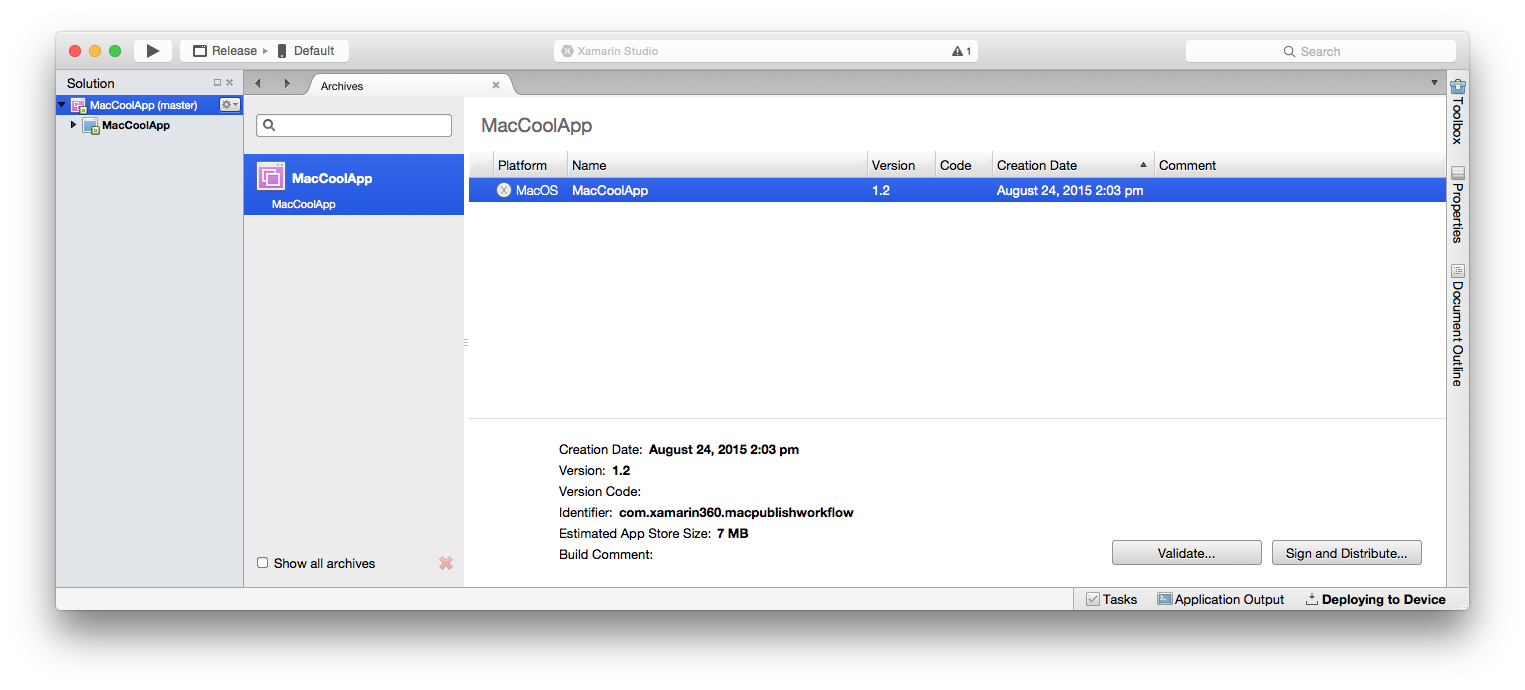 Release Default
Xamarin Studio
1
Search
Solution
MacCoolApp (master)
MacCoolApp
Archives
MacCoolApp
MacCoolApp
Show all archives
MacCoolApp
Platform Name Version Code Creation Date Comment
MacOS MacCoolApp 1.2 August 24, 2015 2:03 pm
Creation Date: August 24, 2015 2:03 pm
Version: 1.2
Version Code:
Identifier: com.xamarin360.macpublishworkflow
Estimated App Store Size: 7 MB
Build Comment:
Validate...
Sign and Distribute...
Toolbox
Properties
Document Outline
Tasks
Application Output
Deploying to Device